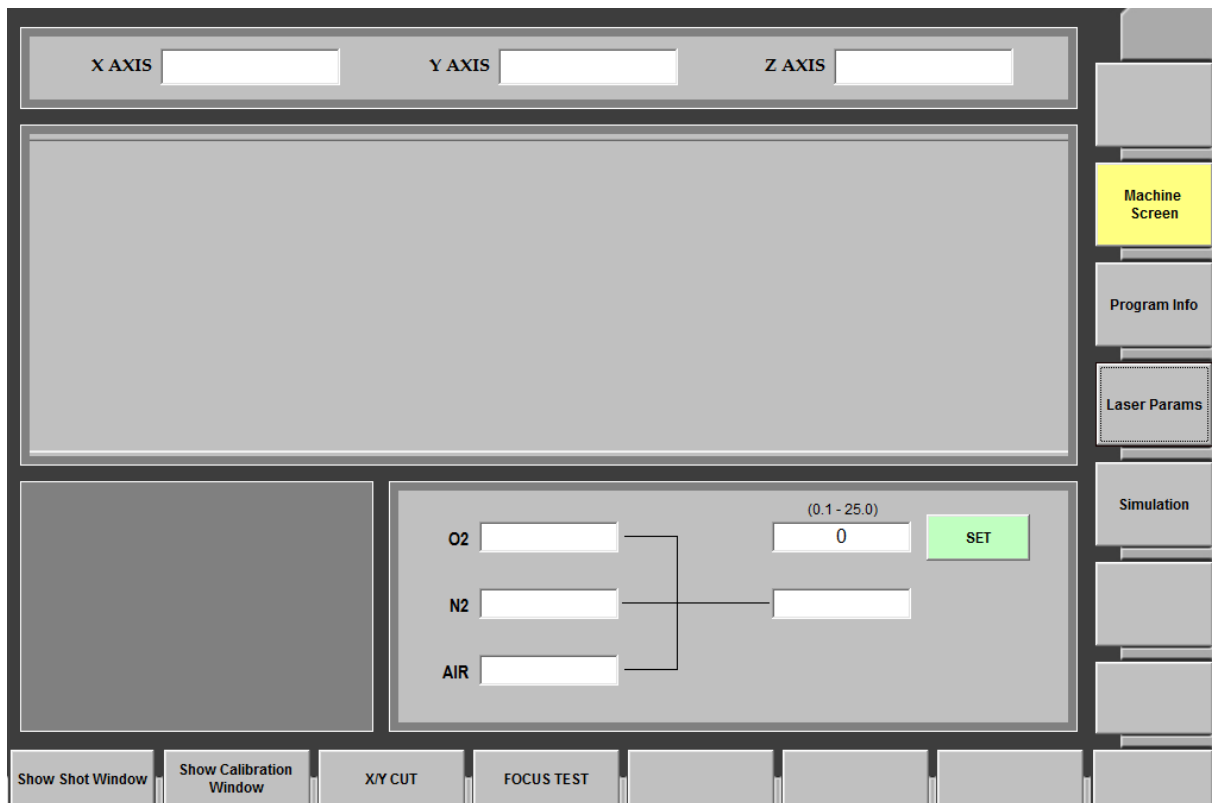 X AXIS
Y AXIS
Z AXIS
Machine
Screen
Program Info
Laser Params
Simulation
(0.1 - 25.0)
O2
0
SET
N2
AIR
Show Shot Window
Show Calibration
Window
X/Y CUT
FOCUS TEST